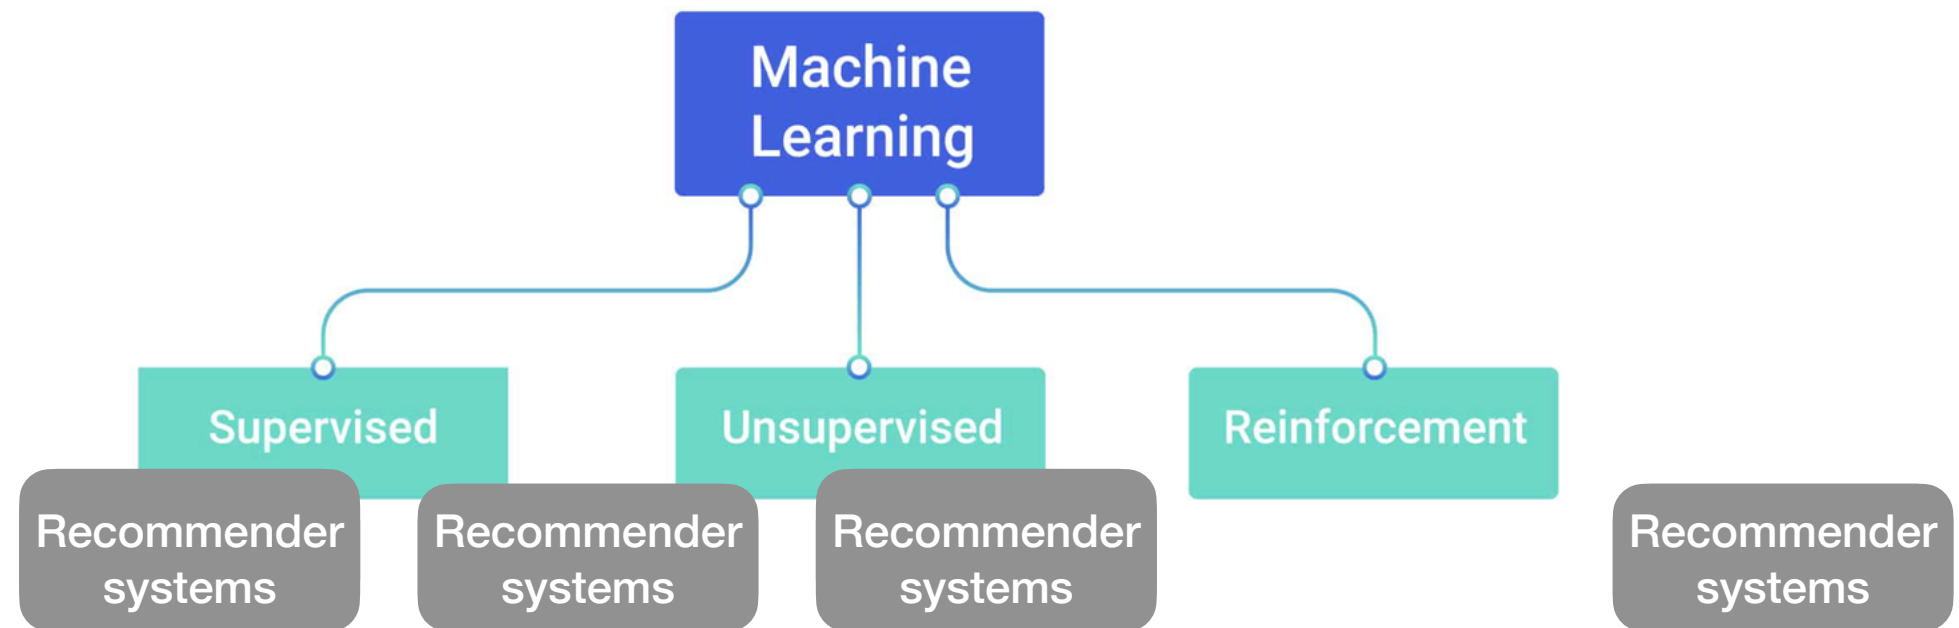 Machine
Learning
Supervised
Unsupervised
Reinforcement
Recommender
systems
Recommender
systems
Recommender
systems
Recommender
systems